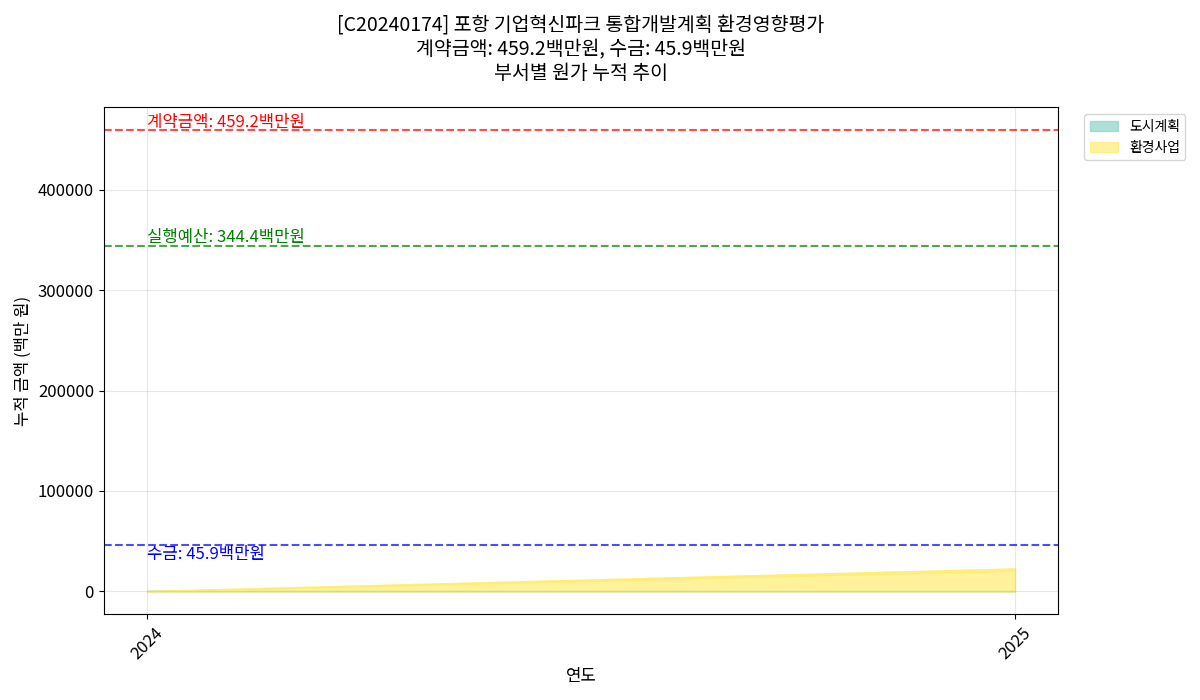 [C20240174] 포항 기업혁신파크 통합개발계획 환경영향평가
계약금액: 459.2백만원, 수금: 45.9백만원
부서별 원가 누적 추이
계약금액: 459.2백만원
도시계획
환경사업
400000
실행예산: 344.4백만원
300000
누적 금액 (백만 원)
200000
100000
수금: 45.9백만원
0
2024
2025
연도